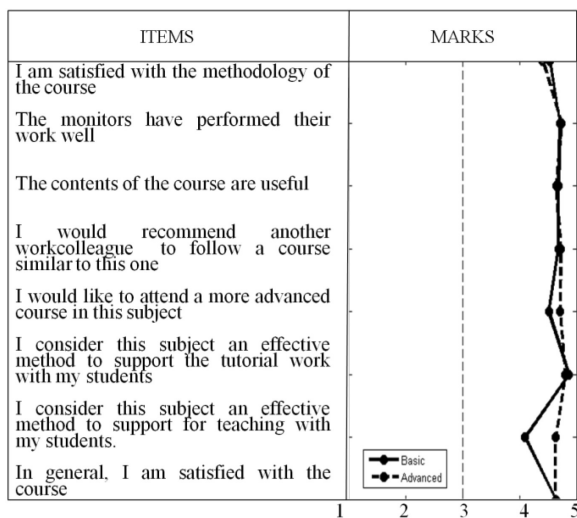 ITEMS
MARKS
I am satisfied with the methodology of
the course
The monitors have performed their
work well
The contents of the course are useful
I would recommend another
workcolleague to follow a course
similar to this one
I would like to attend a more advanced
course in this subject
I consider this subject an effective
method to support the tutorial work
with my students
I consider this subject an effective
method to support for teaching with
my students.
In general, I am satisfied with the
course
Basic
Advanced
1 2 3 4 5